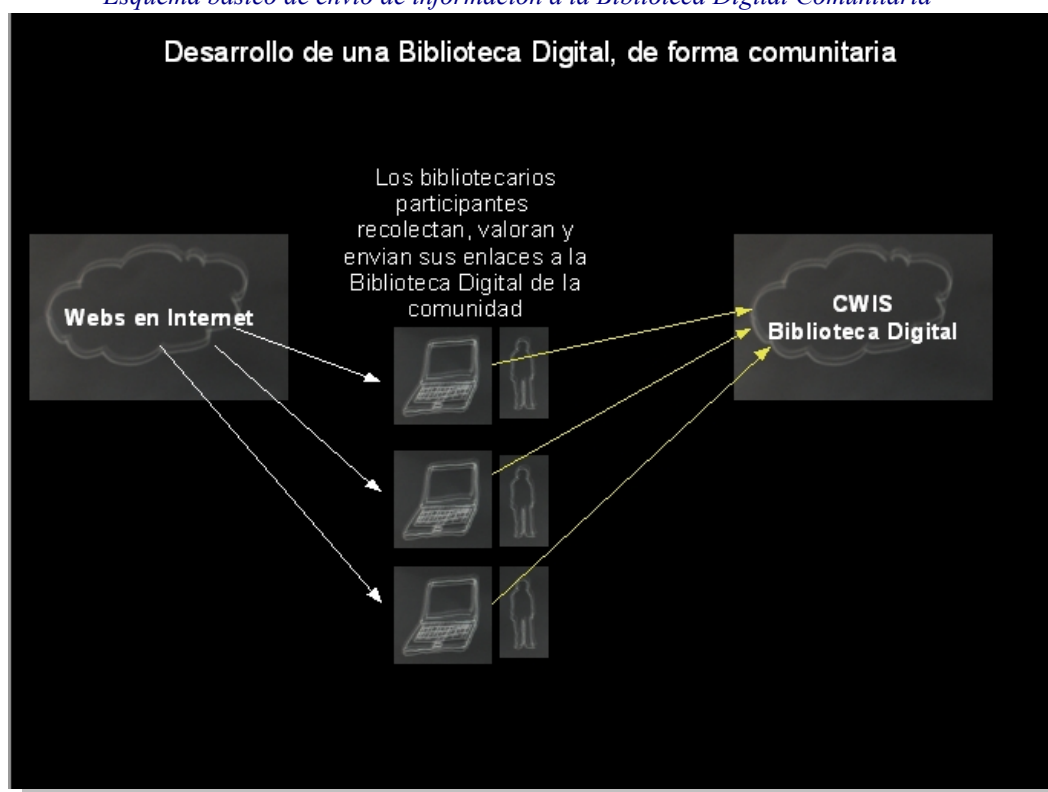 Esquema básico de envío de información a la Biblioteca Digital Comunitaria
Desarrollo de una Biblioteca Digital, de forma comunitaria
Los bibliotecarios
participantes
recolectan, valoran y
envian sus enlaces a la
Biblioteca Digital de la
comunidad
Webs en Internet
CWIS
Biblioteca Digital